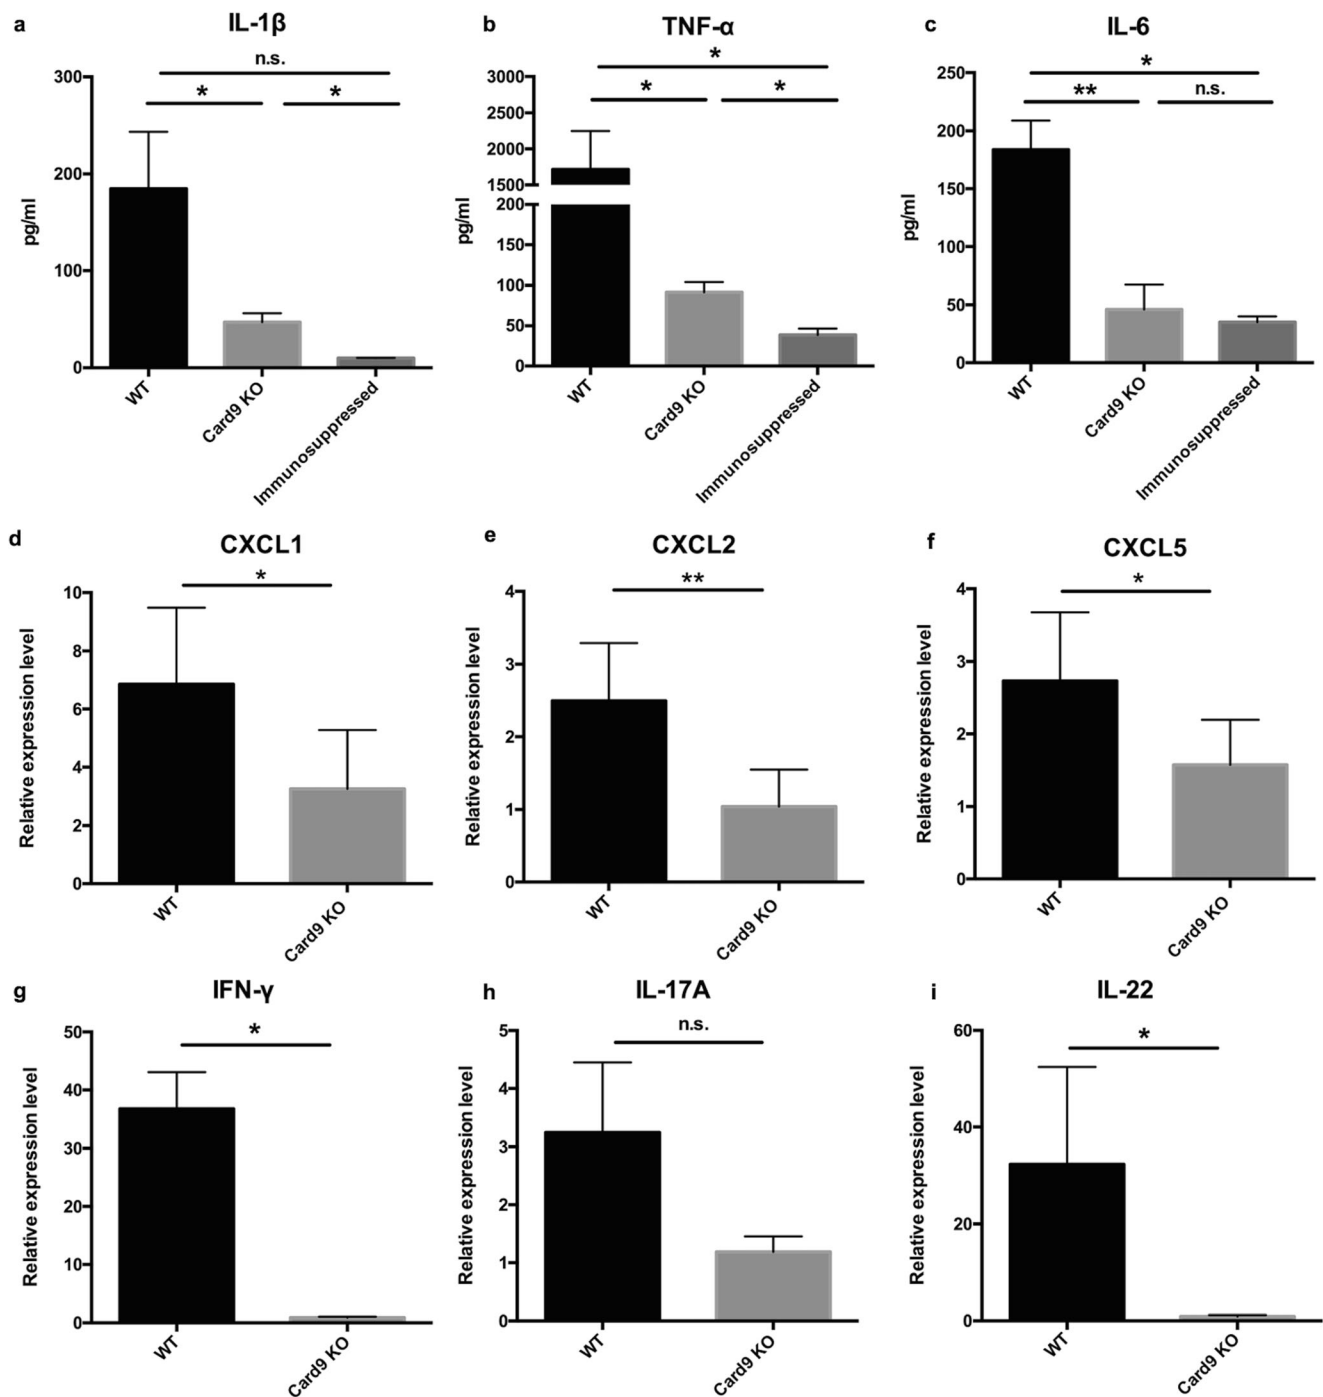 a
IL-1β
n.s.
*
*
300
200
100
0
pg/ml
WT
Card9 KO
Immunosuppressed
b
TNF-α
*
*
*
3000
2500
2000
1500
200
150
100
50
0
pg/ml
WT
Card9 KO
Immunosuppressed
c
IL-6
*
**
n.s.
250
200
150
100
50
0
pg/ml
WT
Card9 KO
Immunosuppressed
d
CXCL1
*
10
8
6
4
2
0
Relative expression level
WT
Card9 KO
e
CXCL2
**
4
3
2
1
0
Relative expression level
WT
Card9 KO
f
CXCL5
*
4
3
2
1
0
Relative expression level
WT
Card9 KO
g
IFN-γ
*
50
40
30
20
10
0
Relative expression level
WT
Card9 KO
h
IL-17A
n.s.
5
4
3
2
1
0
Relative expression level
WT
Card9 KO
i
IL-22
*
60
40
20
0
Relative expression level
WT
Card9 KO